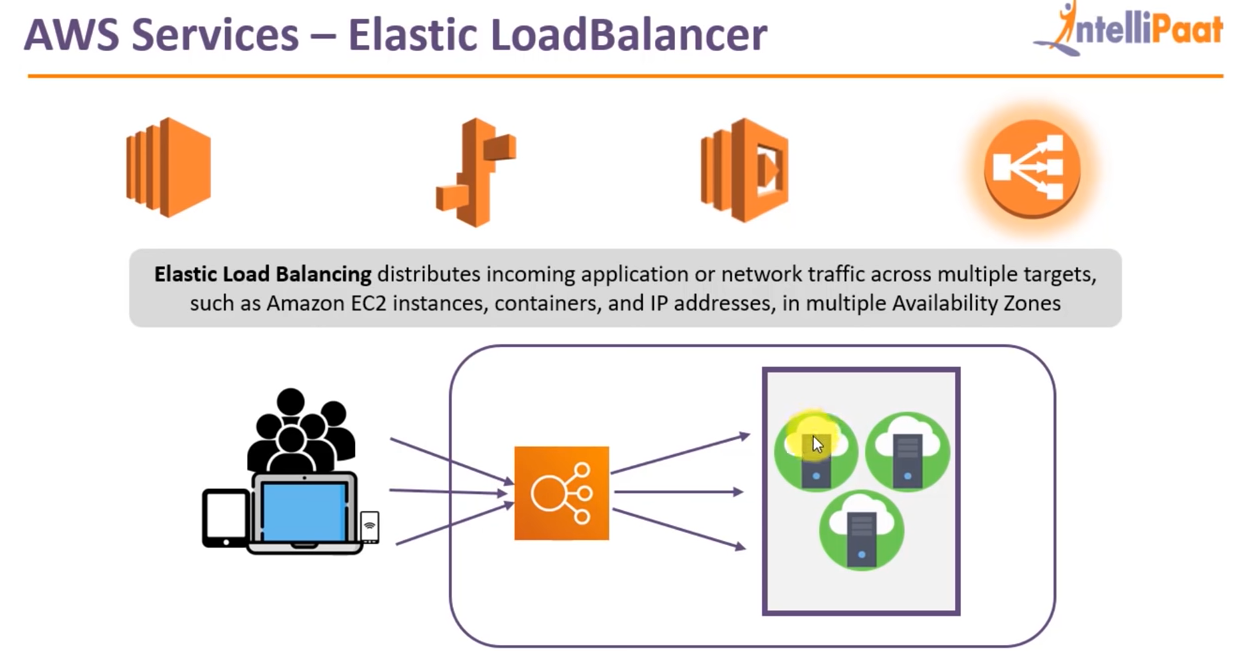 AWS Services – Elastic LoadBalancer
IntelliPaat
Elastic Load Balancing distributes incoming application or network traffic across multiple targets,
such as Amazon EC2 instances, containers, and IP addresses, in multiple Availability Zones